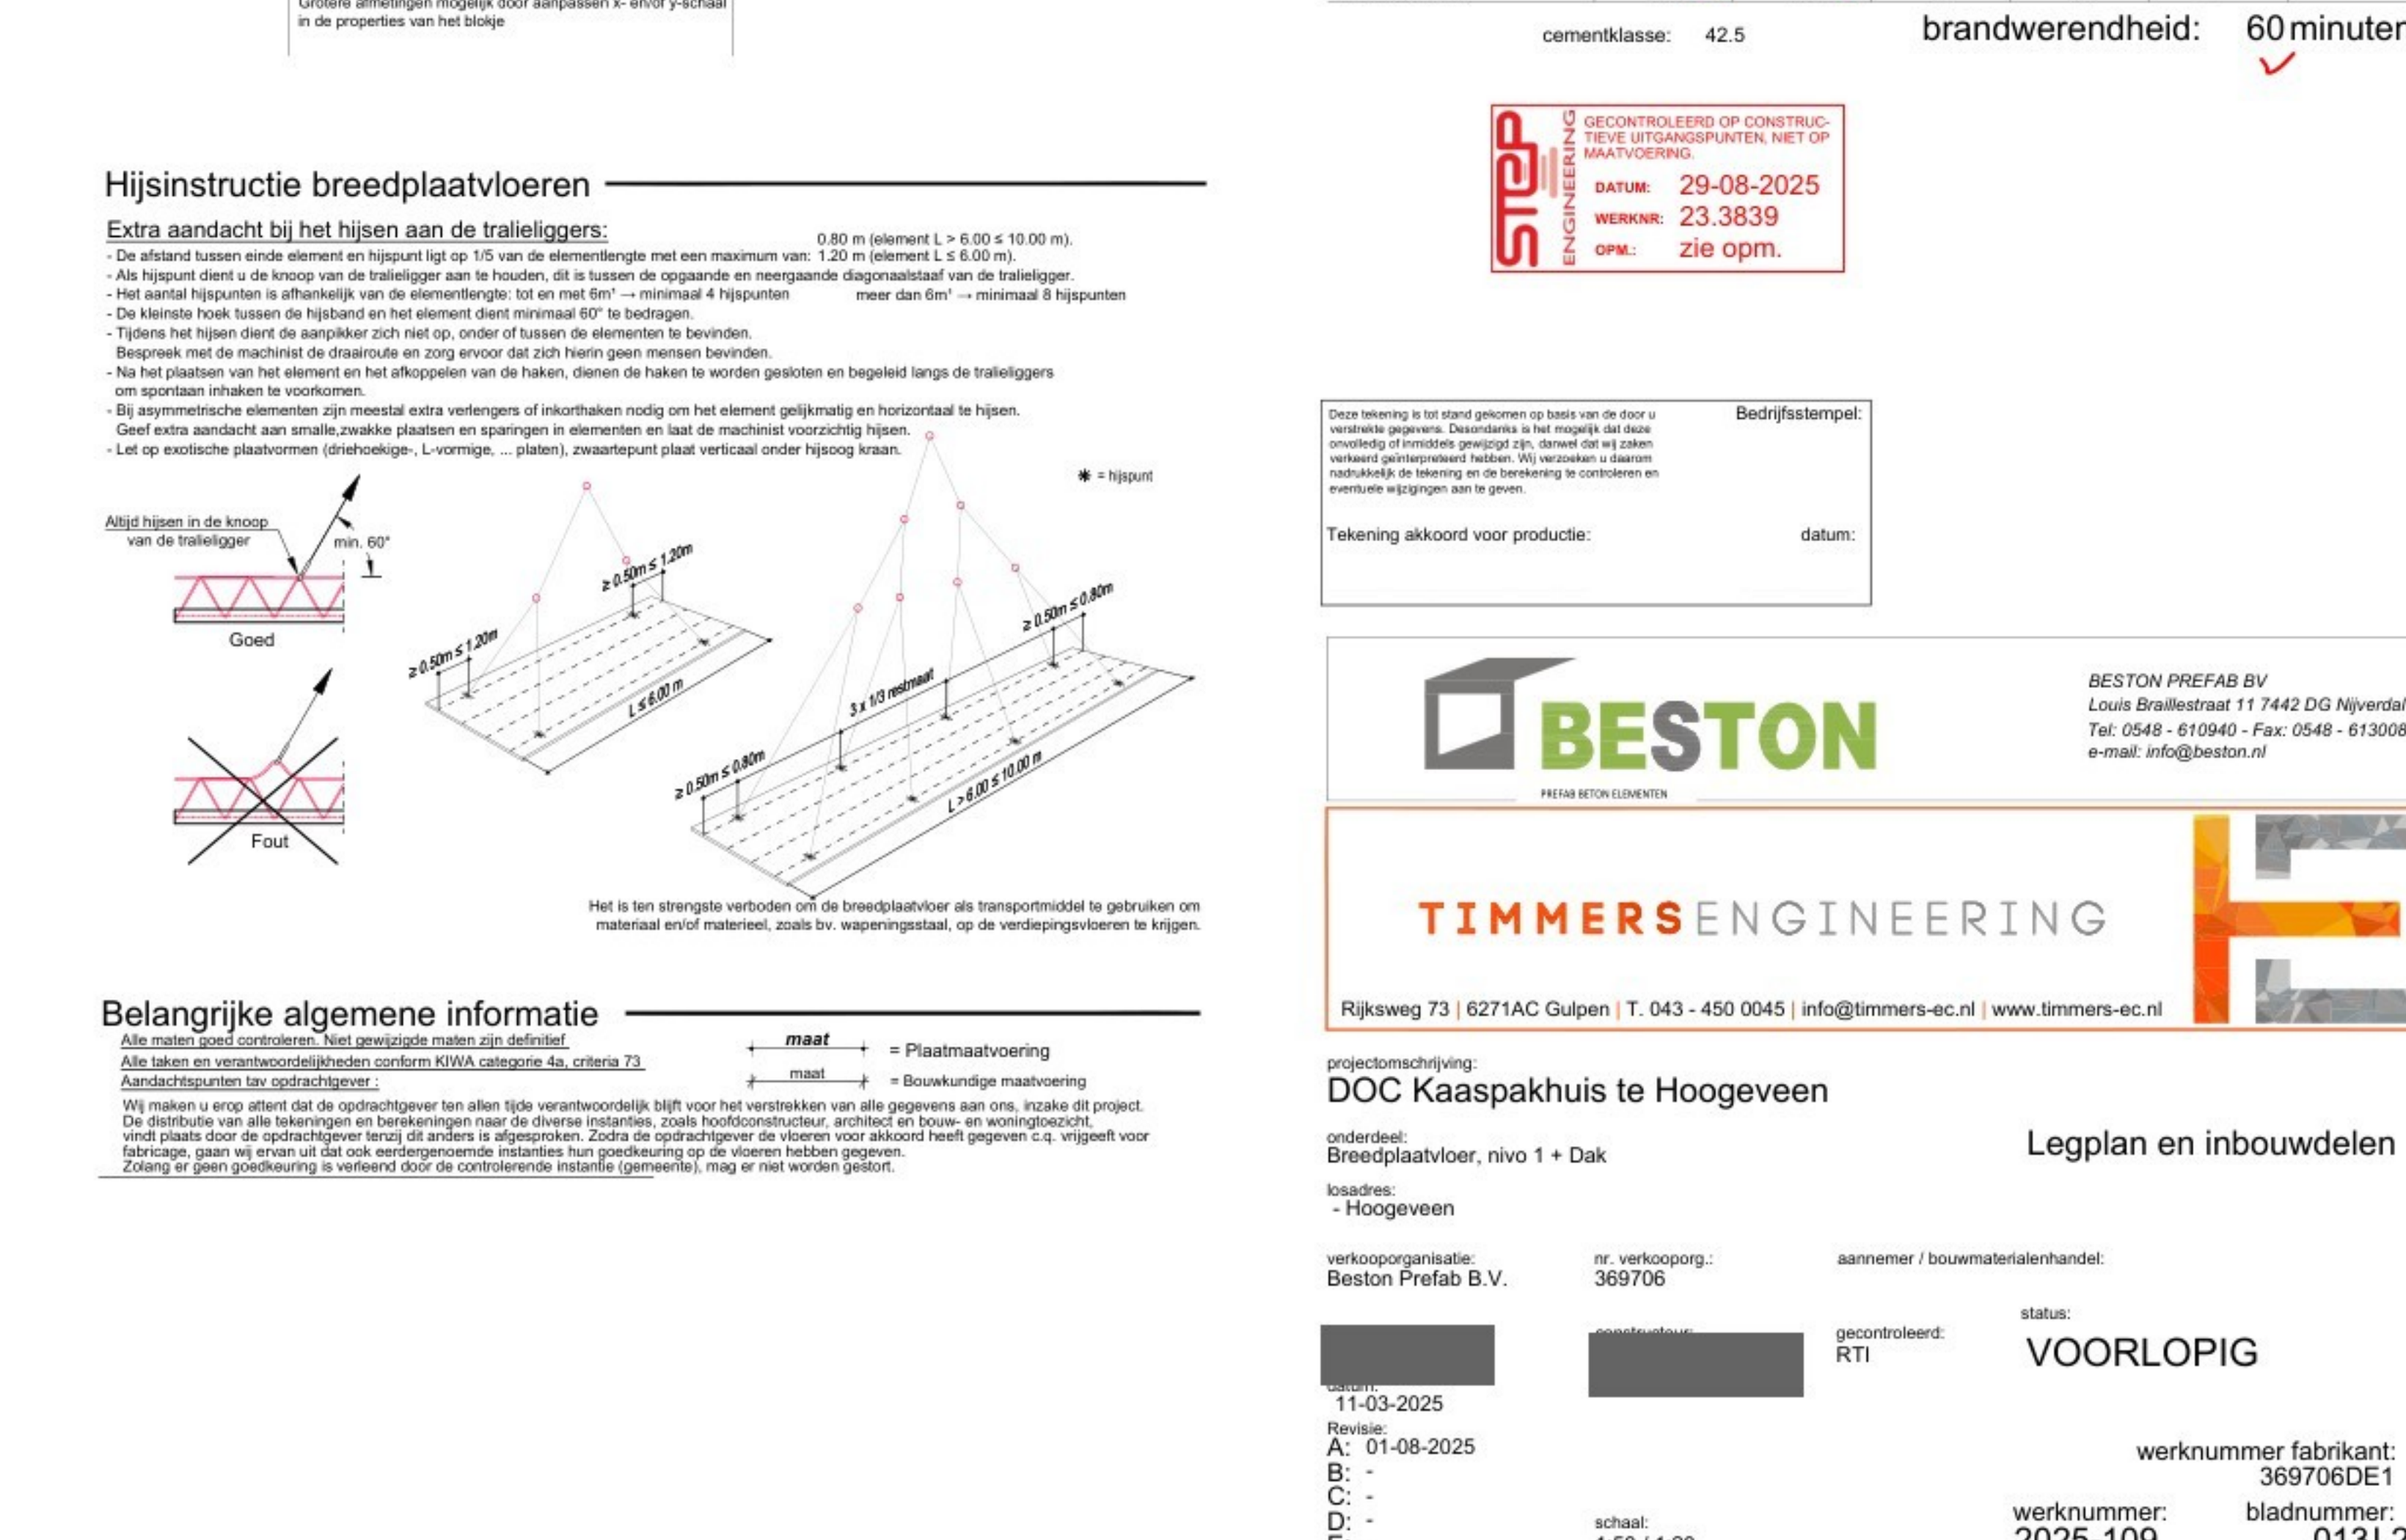 Grotere afmetingen mogelijk door aanpassen x- en/of y-schaal
in de properties van het blokje
Hijsinstructie breedplaatvloeren
Extra aandacht bij het hijsen aan de tralieliggers:
0.80 m (element L > 6.00 ≤ 10.00 m).
- De afstand tussen einde element en hijspunt ligt op 1/5 van de elementlengte met een maximum van: 1.20 m (element L ≤ 6.00 m).
- Als hijspunt dient u de knoop van de tralieligger aan te houden, dit is tussen de opgaande en neergaande diagonaalstaaf van de tralieligger.
- Het aantal hijspunten is afhankelijk van de elementlengte: tot en met 6m¹ → minimaal 4 hijspunten meer dan 6m¹ → minimaal 8 hijspunten
- De kleinste hoek tussen de hijsband en het element dient minimaal 60° te bedragen.
- Tijdens het hijsen dient de aanpikker zich niet op, onder of tussen de elementen te bevinden.
Bespreek met de machinist de draairoute en zorg ervoor dat zich hierin geen mensen bevinden.
- Na het plaatsen van het element en het afkoppelen van de haken, dienen de haken te worden gesloten en begeleid langs de tralieliggers
om spontaan inhaken te voorkomen.
- Bij asymmetrische elementen zijn meestal extra verlengers of inkorthaken nodig om het element gelijkmatig en horizontaal te hijsen.
Geef extra aandacht aan smalle,zwakke plaatsen en sparingen in elementen en laat de machinist voorzichtig hijsen.
- Let op exotische plaatvormen (driehoekige-, L-vormige, ... platen), zwaartepunt plaat verticaal onder hijsoog kraan.
= hijspunt
Altijd hijsen in de knoop
van de tralieligger
min. 60°
Goed
Fout
≥ 0.50m ≤ 1.20m
≥ 0.50m ≤ 1.20m
L ≤ 6.00 m
≥ 0.50m ≤ 0.80m
3 x 1/3 restmaat
≥ 0.50m ≤ 0.80m
L > 6.00 ≤ 10.00 m
Het is ten strengste verboden om de breedplaatvloer als transportmiddel te gebruiken om
materiaal en/of materieel, zoals bv. wapeningsstaal, op de verdiepingsvloeren te krijgen.
Belangrijke algemene informatie
Alle maten goed controleren. Niet gewijzigde maten zijn definitief
Alle taken en verantwoordelijkheden conform KIWA categorie 4a, criteria 73
Aandachtspunten tav opdrachtgever :
maat = Plaatmaatvoering
maat = Bouwkundige maatvoering
Wij maken u erop attent dat de opdrachtgever ten allen tijde verantwoordelijk blijft voor het verstrekken van alle gegevens aan ons, inzake dit project.
De distributie van alle tekeningen en berekeningen naar de diverse instanties, zoals hoofdconstructeur, architect en bouw- en woningtoezicht,
vindt plaats door de opdrachtgever tenzij dit anders is afgesproken. Zodra de opdrachtgever de vloeren voor akkoord heeft gegeven c.q. vrijgeeft voor
fabricage, gaan wij ervan uit dat ook eerdergenoemde instanties hun goedkeuring op de vloeren hebben gegeven.
Zolang er geen goedkeuring is verleend door de controlerende instantie (gemeente), mag er niet worden gestort.
cementklasse: 42.5
brandwerendheid: 60 minuten
STEP
ENGINEERING
GECONTROLEERD OP CONSTRUC-
TIEVE UITGANGSPUNTEN, NIET OP
MAATVOERING.
DATUM: 29-08-2025
WERKNR: 23.3839
OPM.: zie opm.
Deze tekening is tot stand gekomen op basis van de door u
verstrekte gegevens. Desondanks is het mogelijk dat deze
onvolledig of inmiddels gewijzigd zijn, danwel dat wij zaken
verkeerd geïnterpreteerd hebben. Wij verzoeken u daarom
nadrukkelijk de tekening en de berekening te controleren en
eventuele wijzigingen aan te geven.
Bedrijfsstempel:
Tekening akkoord voor productie: datum:
BESTON
PREFAB BETON ELEMENTEN
BESTON PREFAB BV
Louis Braillestraat 11 7442 DG Nijverdal
Tel: 0548 - 610940 - Fax: 0548 - 613008
e-mail: info@beston.nl
TIMMERSENGINEERING
Rijksweg 73 | 6271AC Gulpen | T. 043 - 450 0045 | info@timmers-ec.nl | www.timmers-ec.nl
projectomschrijving:
DOC Kaaspakhuis te Hoogeveen
onderdeel:
Breedplaatvloer, nivo 1 + Dak
Legplan en inbouwdelen
losadres:
- Hoogeveen
verkooporganisatie:
Beston Prefab B.V.
nr. verkooporg.:
369706
aannemer / bouwmaterialenhandel:
constructeur:
gecontroleerd:
RTI
status:
VOORLOPIG
datum:
11-03-2025
Revisie:
A: 01-08-2025
B: -
C: -
D: -
schaal:
werknummer fabrikant:
369706DE1
werknummer:
2025-109
bladnummer: